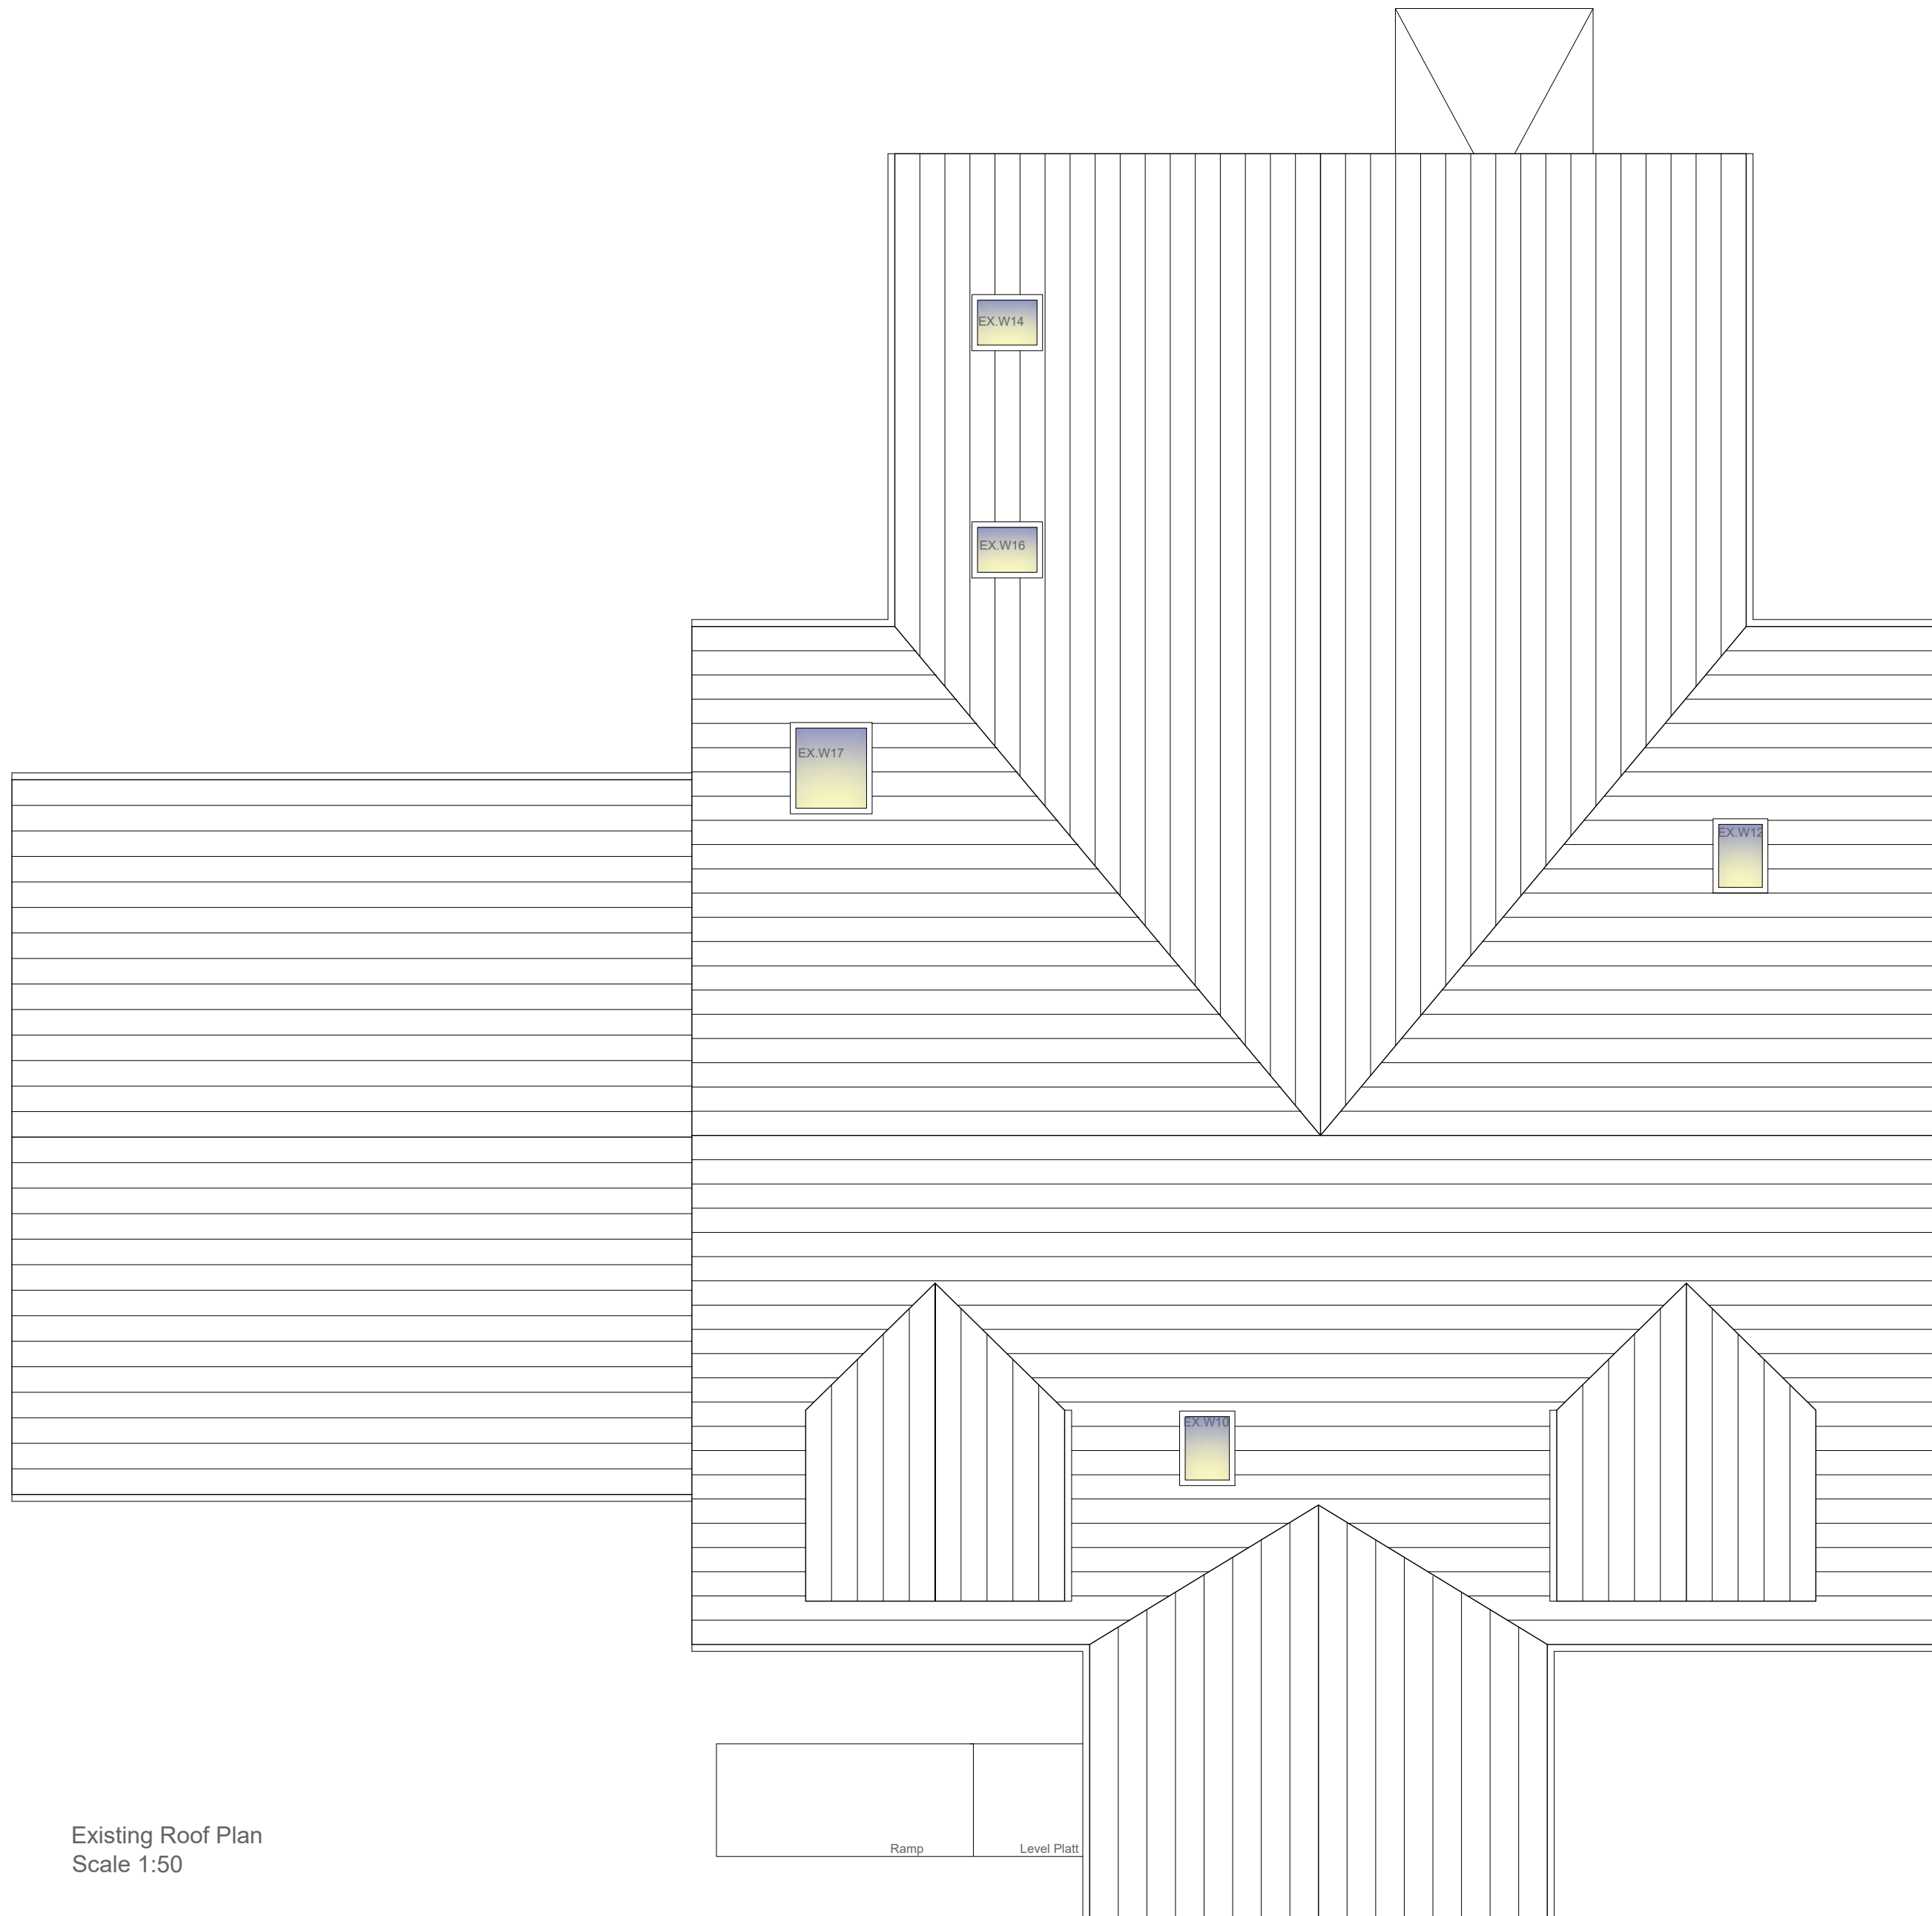 EX.W14
EX.W16
EX.W17
EX.W12
EX.W10
Existing Roof Plan
Scale 1:50
Ramp
Level Platt